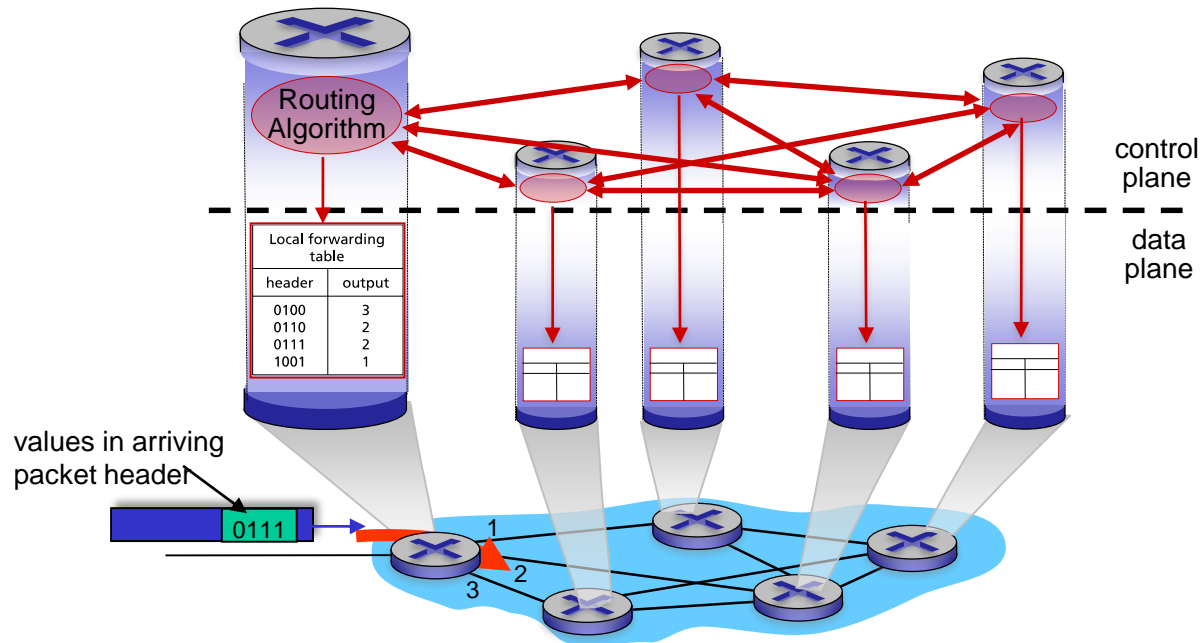 Routing
Algorithm
control
plane
data
plane
Local forwarding
table
header output
0100 3
0110 2
0111 2
1001 1
values in arriving
packet header
0111
1
2
3